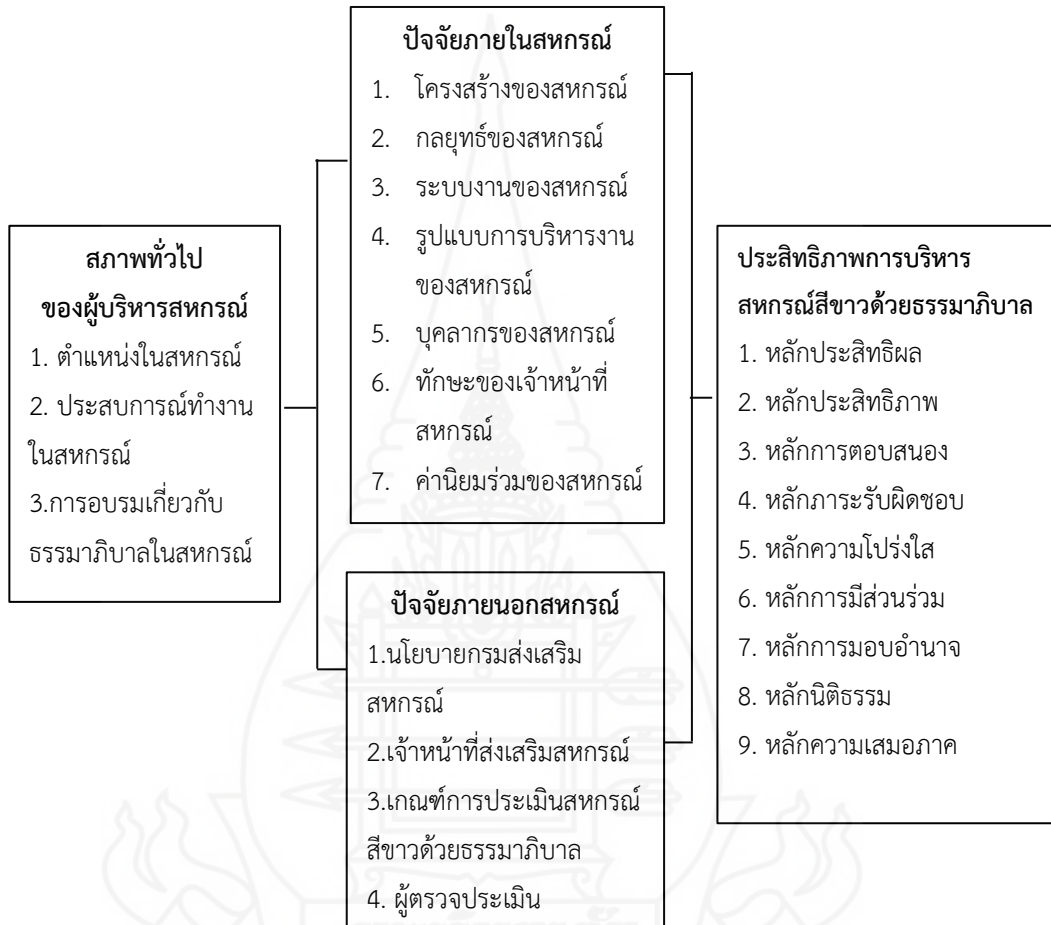 สภาพทั่วไป
ของผู้บริหารสหกรณ์
1. ตำแหน่งในสหกรณ์
2. ประสบการณ์ทำงาน
ในสหกรณ์
3.การอบรมเกี่ยวกับ
ธรรมาภิบาลในสหกรณ์
ปัจจัยภายในสหกรณ์
1. โครงสร้างของสหกรณ์
2. กลยุทธ์ของสหกรณ์
3. ระบบงานของสหกรณ์
4. รูปแบบการบริหารงาน
ของสหกรณ์
5. บุคลากรของสหกรณ์
6. ทักษะของเจ้าหน้าที่
สหกรณ์
7. ค่านิยมร่วมของสหกรณ์
ปัจจัยภายนอกสหกรณ์
1.นโยบายกรมส่งเสริม
สหกรณ์
2.เจ้าหน้าที่ส่งเสริมสหกรณ์
3.เกณฑ์การประเมินสหกรณ์
สีขาวด้วยธรรมาภิบาล
4. ผู้ตรวจประเมิน
ประสิทธิภาพการบริหาร
สหกรณ์สีขาวด้วยธรรมาภิบาล
1. หลักประสิทธิผล
2. หลักประสิทธิภาพ
3. หลักการตอบสนอง
4. หลักภาระรับผิดชอบ
5. หลักความโปร่งใส
6. หลักการมีส่วนร่วม
7. หลักการมอบอำนาจ
8. หลักนิติธรรม
9. หลักความเสมอภาค